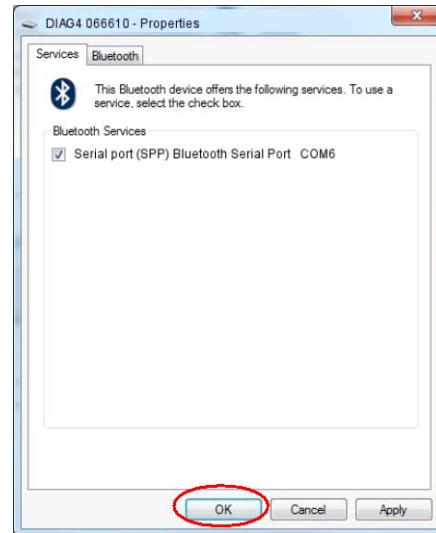 DIAG4 066610 - Properties
Services Bluetooth
This Bluetooth device offers the following services. To use a
service, select the check box.
Bluetooth Services
Serial port (SPP) Bluetooth Serial Port COM6
OK Cancel Apply